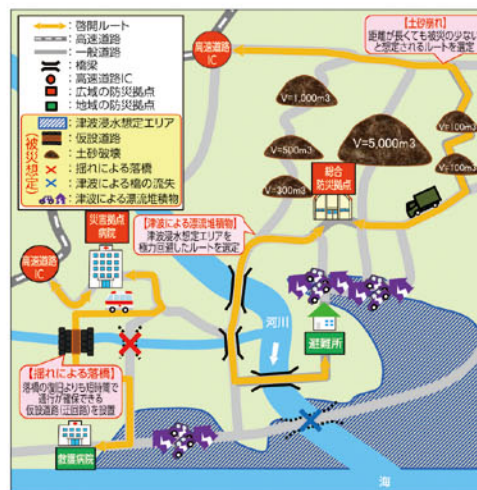 ：啓開ルート
：高速道路
：一般道路
：橋梁
：高速道路IC
：広域の防災拠点
：地域の防災拠点
(被災想定)
：津波浸水想定エリア
：仮設道路
：土砂破壊
：揺れによる落橋
：津波による橋の流失
：津波による漂流堆積物
高速道路
IC
【土砂崩れ】
距離が長くても被災の少ない
と想定されるルートを選定
V=1,000m3
V=5,000m3
V=100m3
V=500m3
V=100m3
V=300m3
総合
防災拠点
災害拠点
病院
【津波による漂流堆積物】
津波浸水想定エリアを
極力回避したルートを選定
高速道路
IC
河川
避難所
【揺れによる落橋】
落橋の復旧よりも短時間で
通行が確保できる
仮設道路(迂回路)を設置
救護病院
海